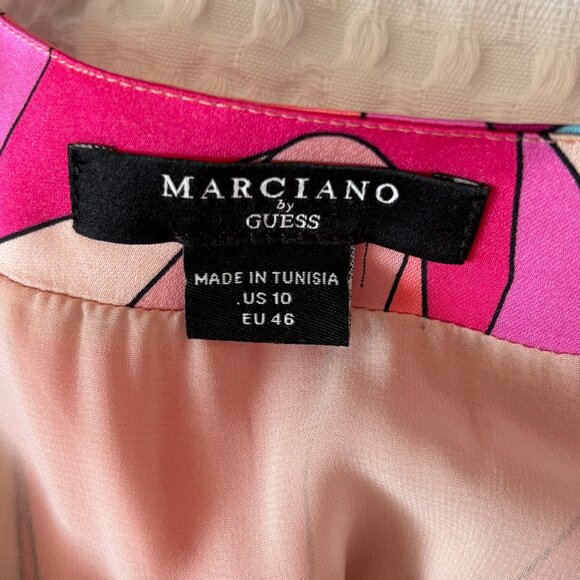 MARCIANO
by
GUESS
MADE IN TUNISIA
.US 10
EU 46